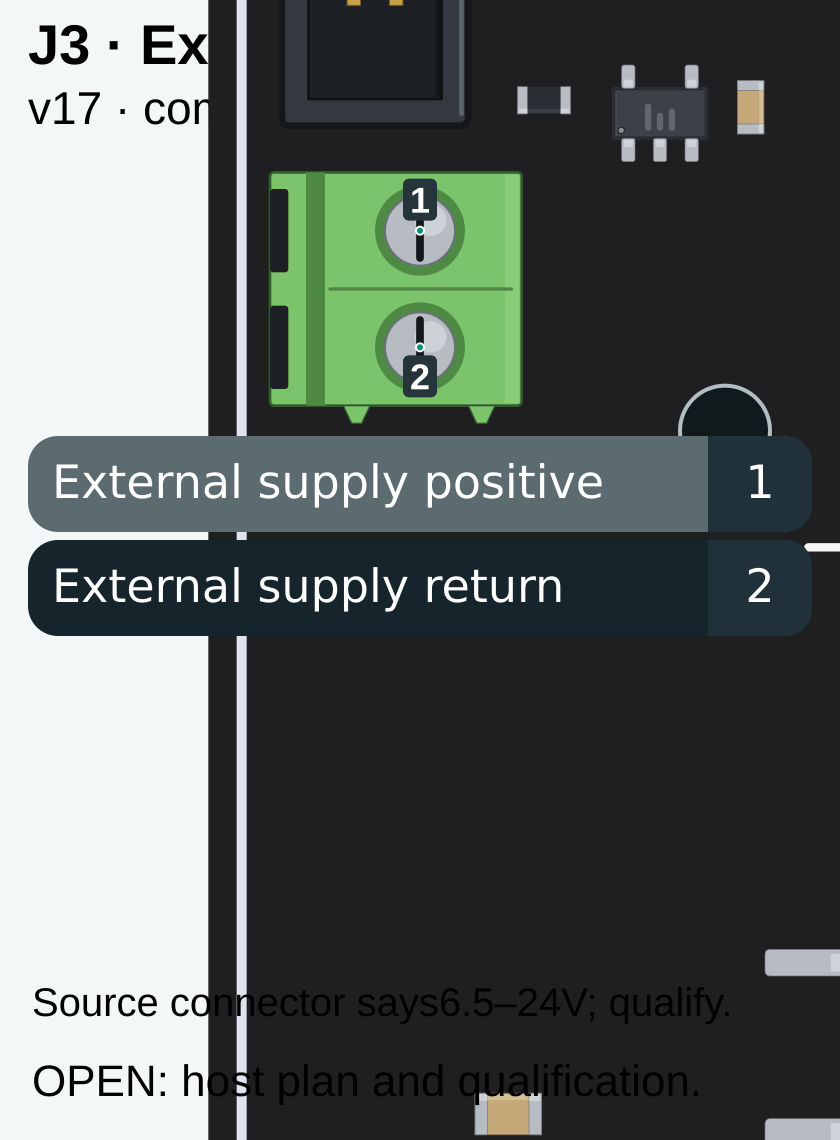 J3 · Ex
v17 · con
1
2
External supply positive 1
External supply return 2
Source connector says6.5–24V; qualify.
OPEN: host plan and qualification.